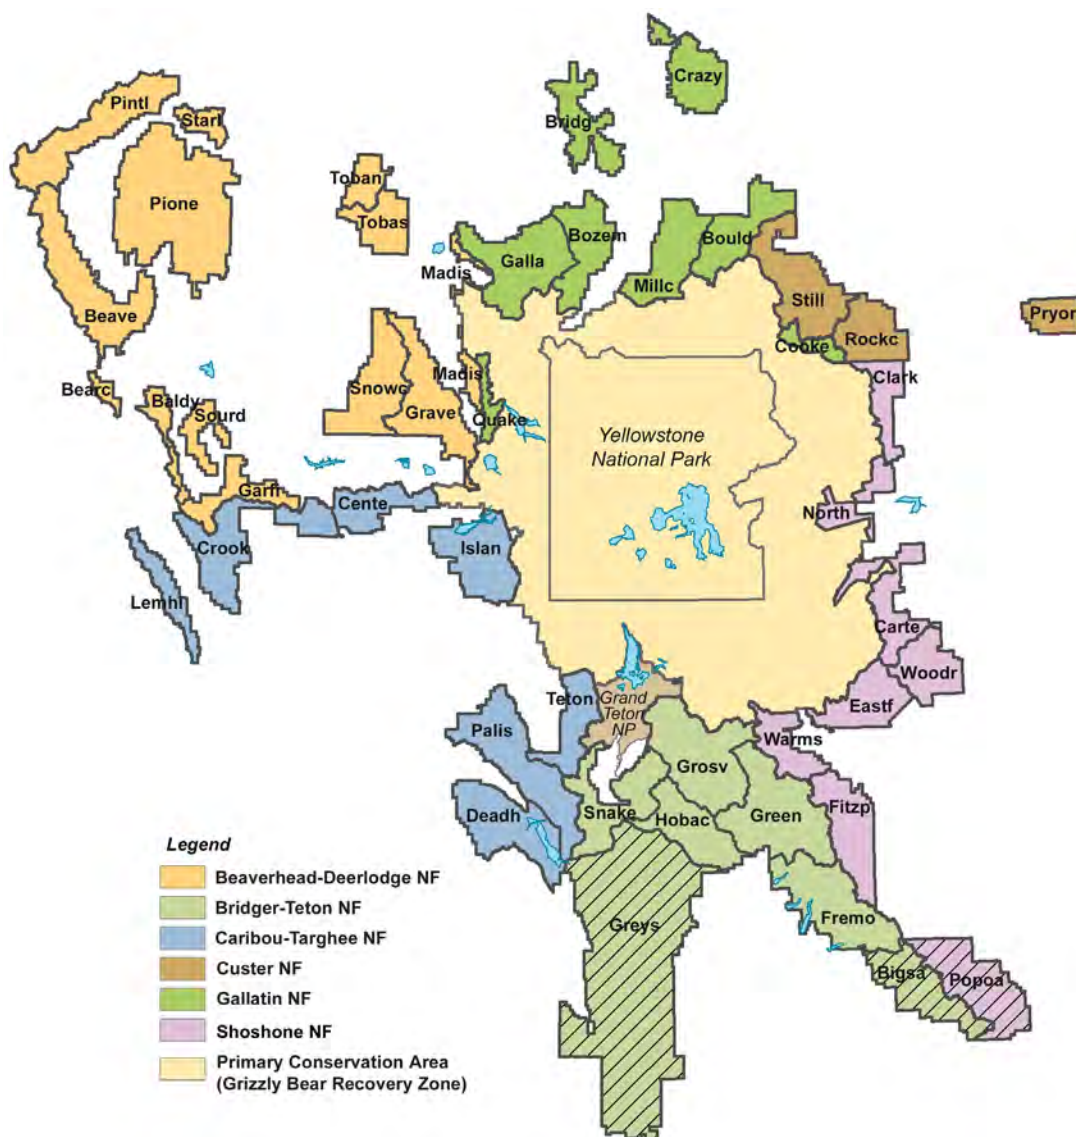 Crazy
Pintl
Starl
Bridg
Toban
Pione
Tobas
Bozem
Bould
Galla
Madis
Millc
Still
Beave
Pryor
Rockc
Cooke
Clark
Madis
Bearc
Snowc
Baldy
Sourd
Grave
Quake
Yellowstone
National Park
Garfi
Cente
North
Crook
Islan
Lemhi
Carte
Woodr
Teton
Grand
Teton
NP
Eastf
Palis
Warms
Grosv
Fitzp
Deadh
Snake
Hobac
Green
Legend
Beaverhead-Deerlodge NF
Bridger-Teton NF
Caribou-Targhee NF
Custer NF
Gallatin NF
Shoshone NF
Primary Conservation Area
(Grizzly Bear Recovery Zone)
Greys
Fremo
Bigsa
Popoa